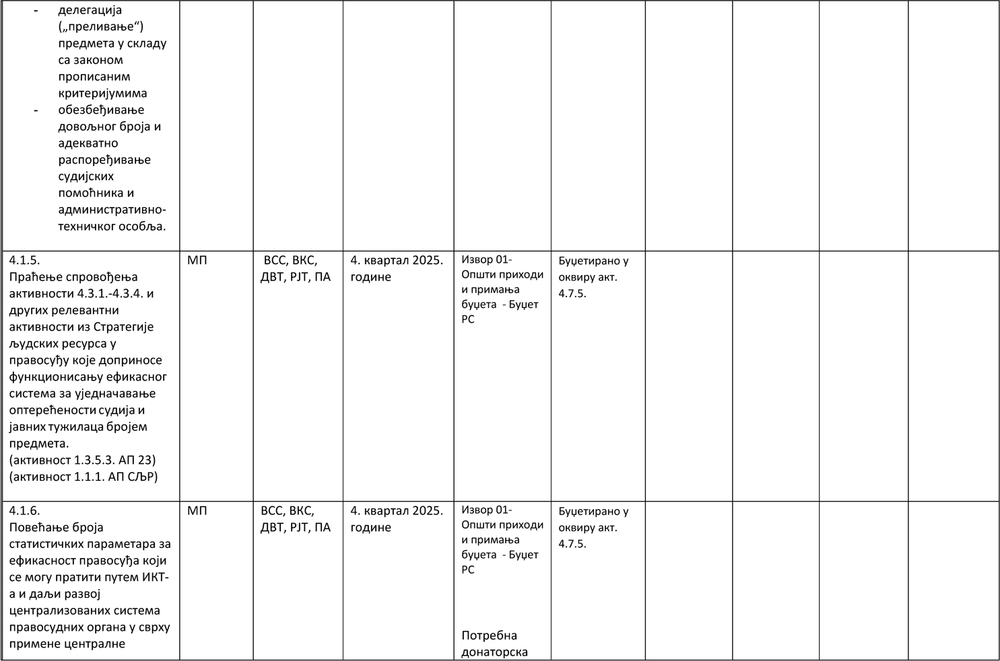 - делегација
(„преливање“)
предмета у складу
са законом
прописаним
критеријумима
- обезбеђивање
довољног броја и
адекватно
распоређивање
судијских
помоћника и
административно-
техничког особља.
4.1.5.
Праћење спровођења
активности 4.3.1.-4.3.4. и
других релевантни
активности из Стратегије
људских ресурса у
правосуђу које доприносе
функционисању ефикасног
система за уједначавање
оптерећености судија и
јавних тужилаца бројем
предмета.
(активност 1.3.5.3. АП 23)
(активност 1.1.1. АП СЉР)
МП
ВСС, ВКС,
ДВТ, РЈТ, ПА
4. квартал 2025.
године
Извор 01-
Општи приходи
и примања
буџета - Буџет
РС
Буџетирано у
оквиру акт.
4.7.5.
4.1.6.
Повећање броја
статистичких параметара за
ефикасност правосуђа који
се могу пратити путем ИКТ-
а и даљи развој
централизованих система
правосудних органа у сврху
примене централне
МП
ВСС, ВКС,
ДВТ, РЈТ, ПА
4. квартал 2025.
године
Извор 01-
Општи приходи
и примања
буџета - Буџет
РС
Потребна
донаторска
Буџетирано у
оквиру акт.
4.7.5.